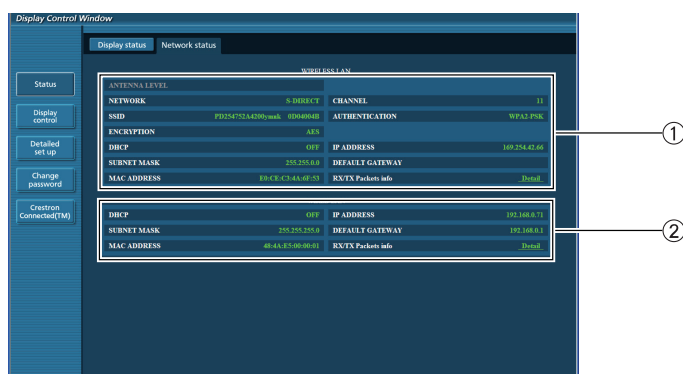 Display Control Window
Display status Network status
WIRELESS LAN
Status
ANTENNA LEVEL
NETWORK S-DIRECT CHANNEL 11
Display control
SSID PD254752A4200ymnk 0D04004B AUTHENTICATION WPA2-PSK
ENCRYPTION AES
①
Detailed set up
DHCP OFF IP ADDRESS 169.254.42.66
SUBNET MASK 255.255.0.0 DEFAULT GATEWAY
Change password
MAC ADDRESS E0:CE:C3:4A:6F:53 RX/TX Packets info Detail
Crestron Connected(TM)
DHCP OFF IP ADDRESS 192.168.0.71
SUBNET MASK 255.255.255.0 DEFAULT GATEWAY 192.168.0.1
②
MAC ADDRESS 48:4A:E5:00:00:01 RX/TX Packets info Detail